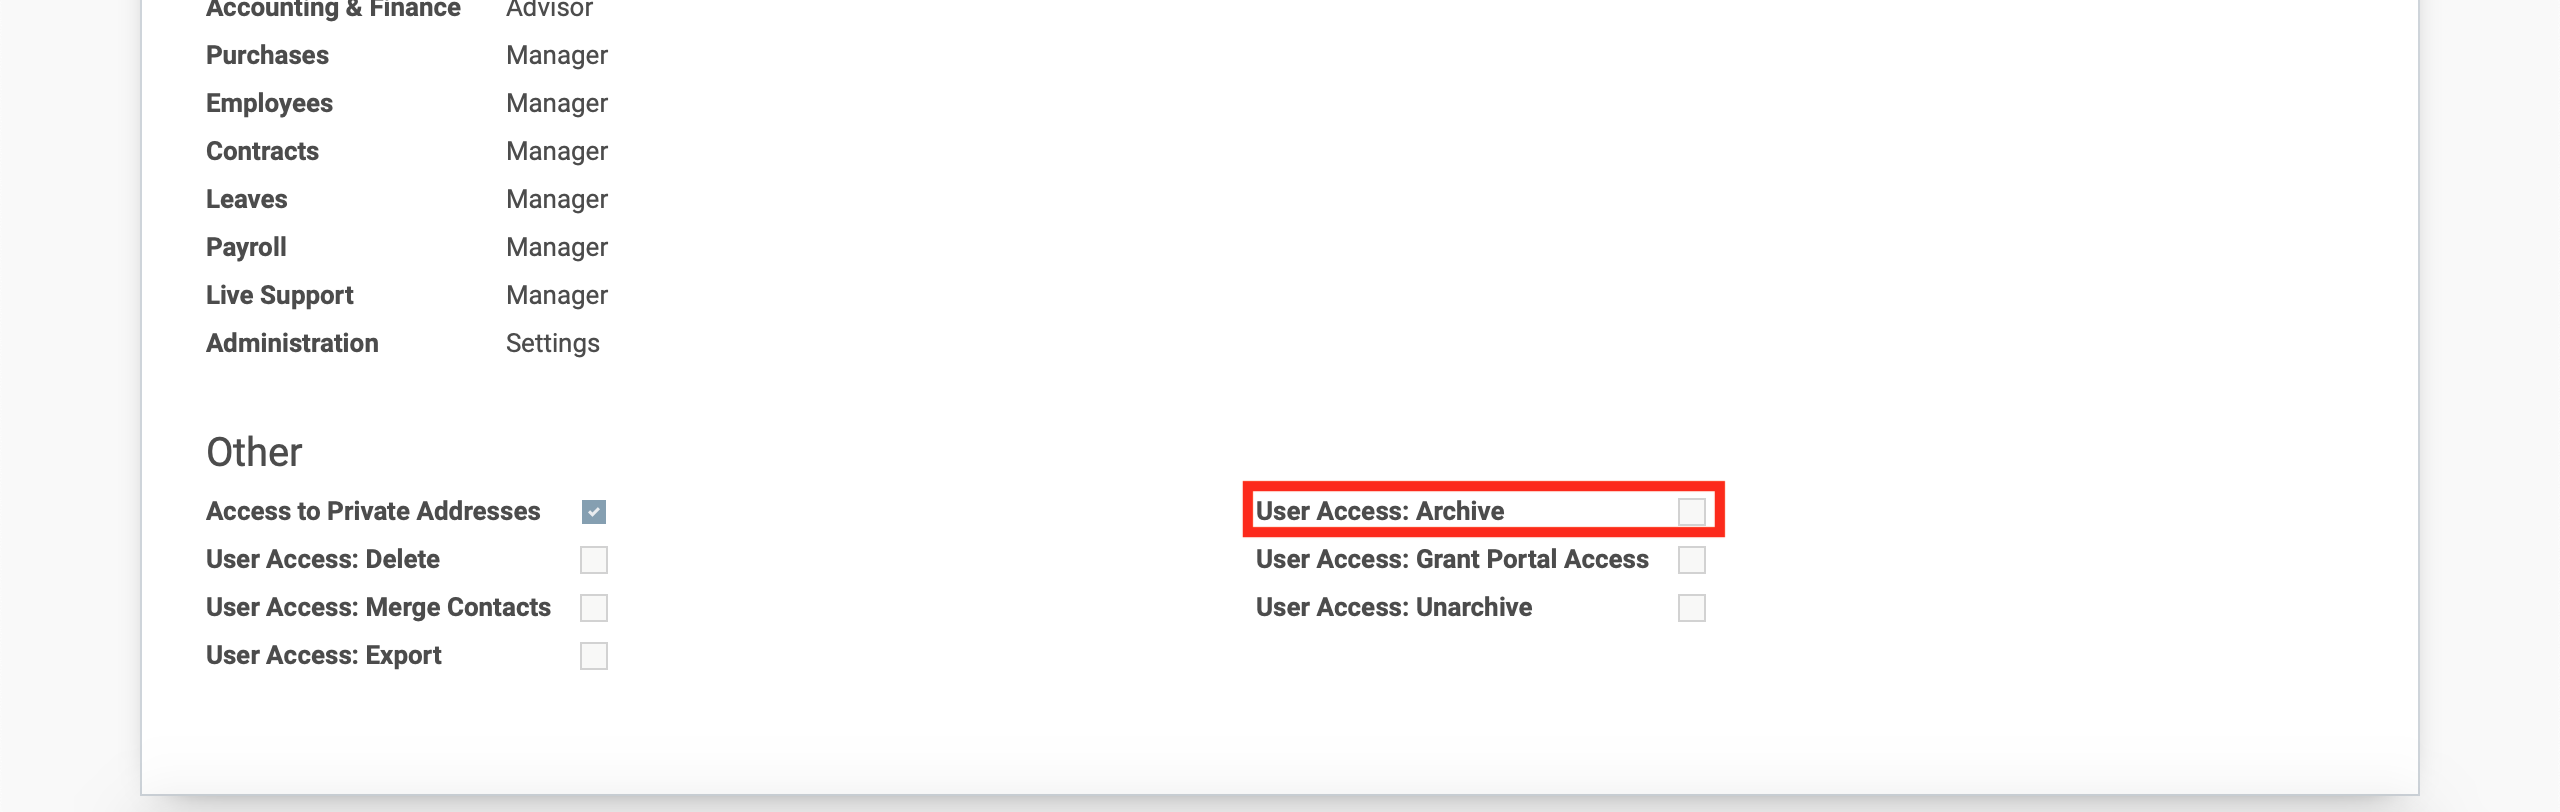 Accounting & Finance Advisor
Purchases Manager
Employees Manager
Contracts Manager
Leaves Manager
Payroll Manager
Live Support Manager
Administration Settings
Other
Access to Private Addresses User Access: Archive
User Access: Delete User Access: Grant Portal Access
User Access: Merge Contacts User Access: Unarchive
User Access: Export